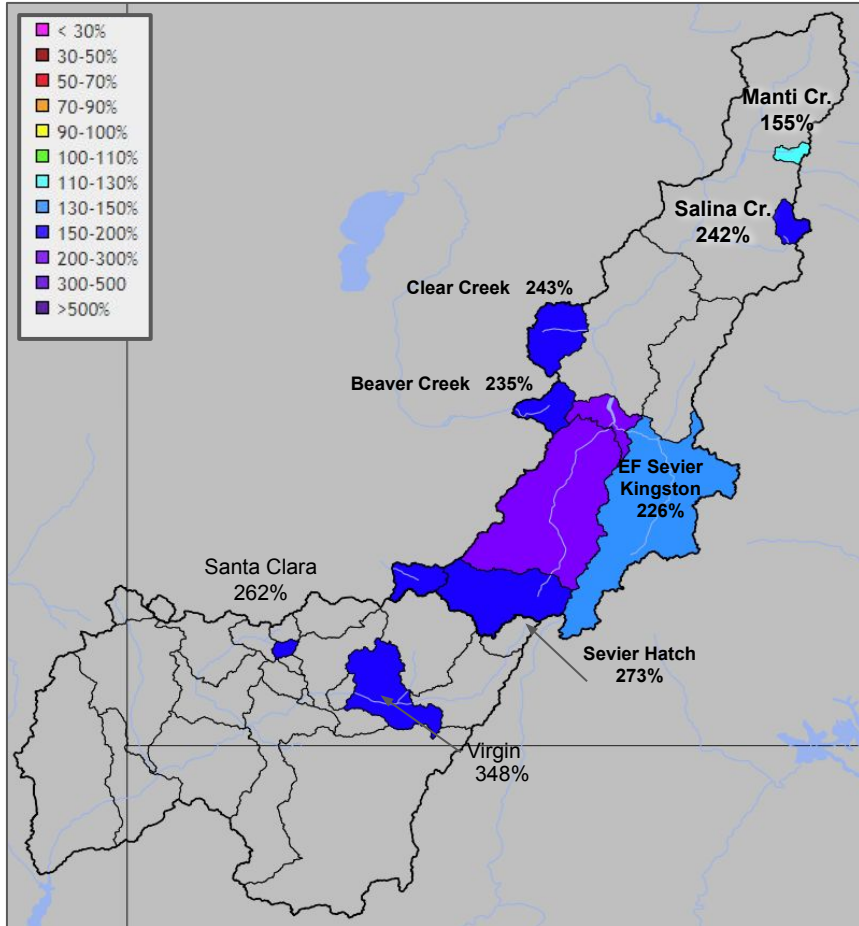 < 30%
30-50%
50-70%
70-90%
90-100%
100-110%
110-130%
130-150%
150-200%
200-300%
300-500
>500%
Manti Cr.
155%
Salina Cr.
242%
Clear Creek 243%
Beaver Creek 235%
EF Sevier
Kingston
226%
Santa Clara
262%
Sevier Hatch
273%
Virgin
348%